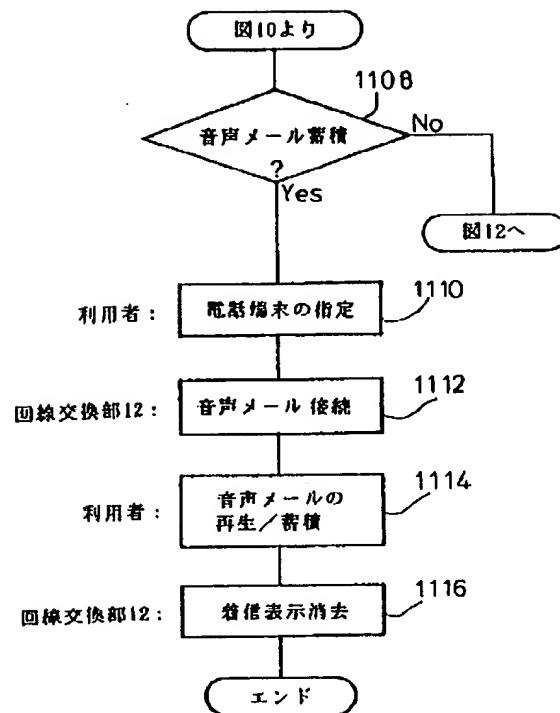 図10より
1108
音声メール蓄積
?
No
Yes
図12へ
利用者: 電話端末の指定 1110
回線交換部12: 音声メール 接続 1112
利用者: 音声メールの
再生/蓄積 1114
回線交換部12: 着信表示消去 1116
エンド